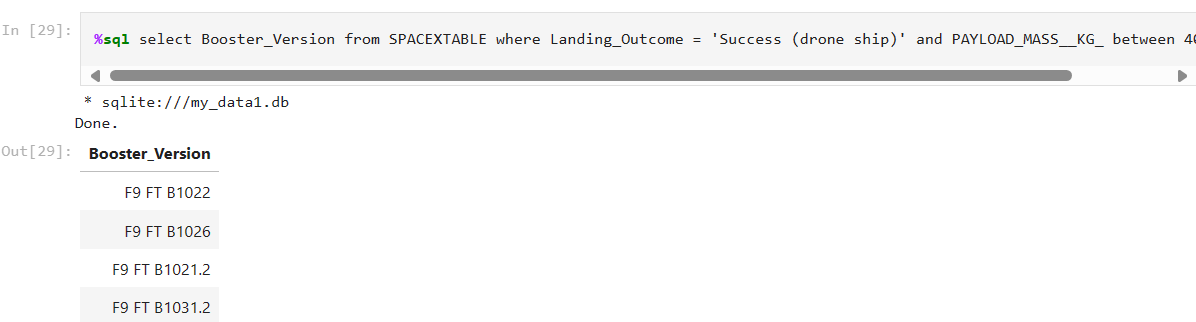 In [29]:
%sql select Booster_Version from SPACEXTABLE where Landing_Outcome = 'Success (drone ship)' and PAYLOAD_MASS__KG_ between
* sqlite:///my_data1.db
Done.
Out[29]:
Booster_Version
F9 FT B1022
F9 FT B1026
F9 FT B1021.2
F9 FT B1031.2